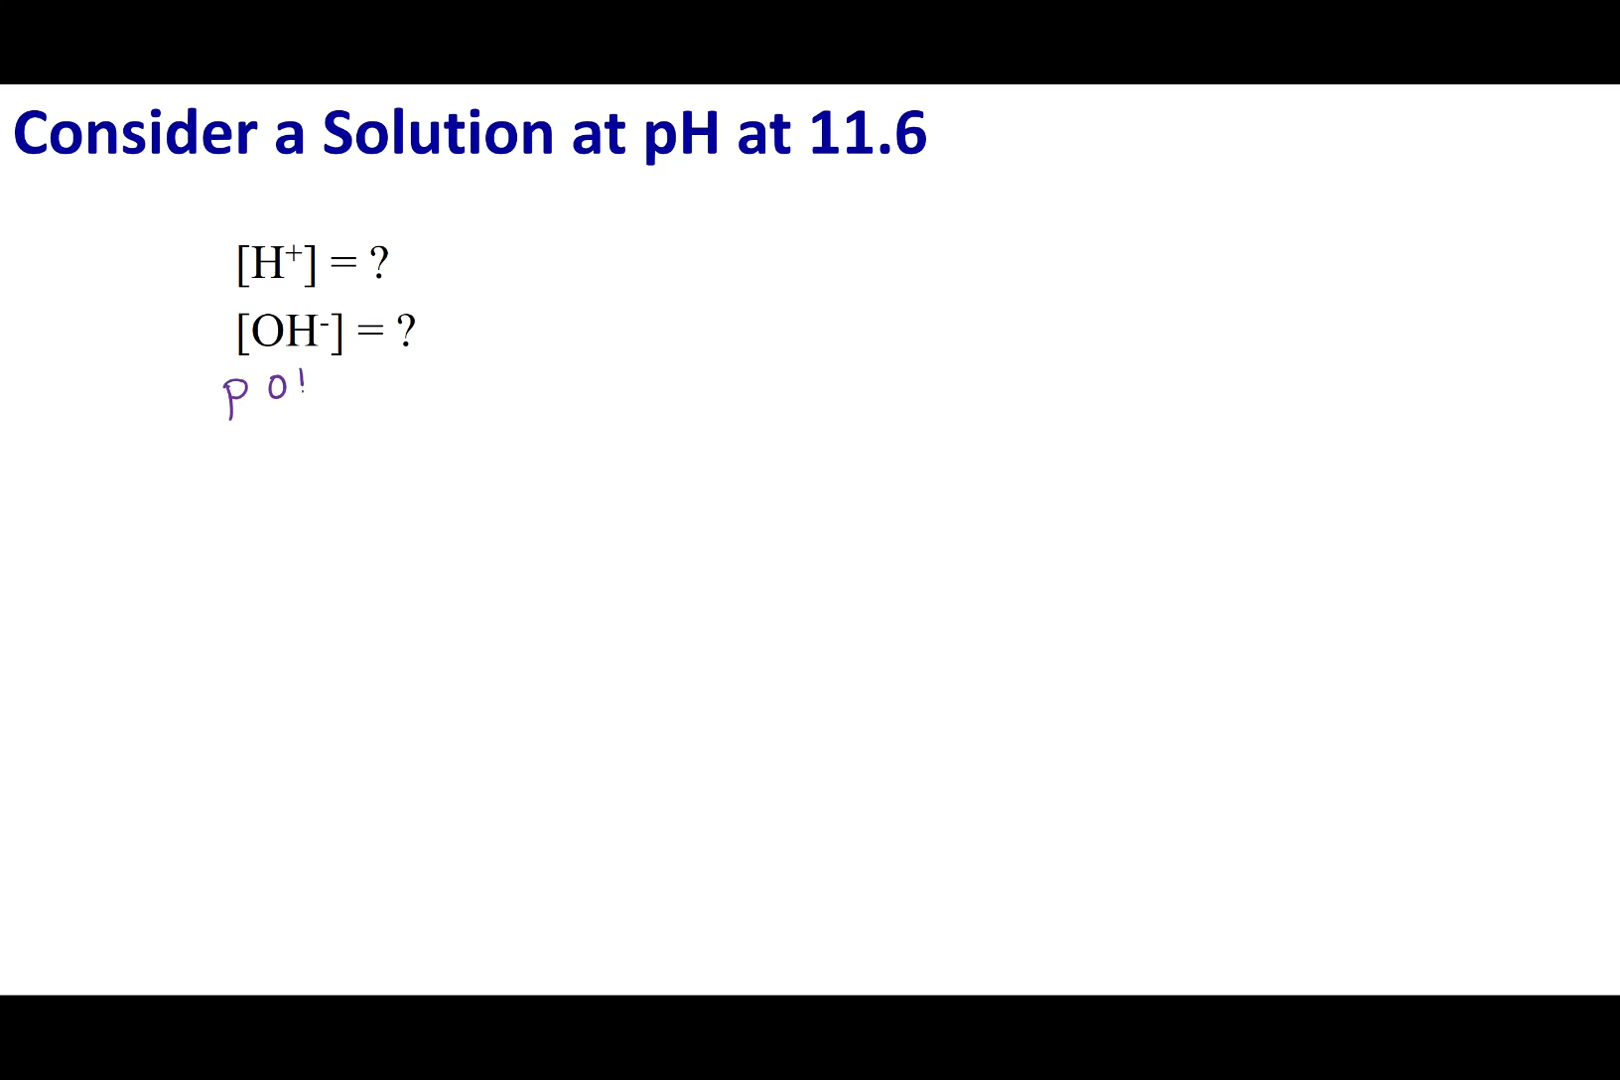 Consider a Solution at pH at 11.6
[H⁺] = ?
[OH⁻] = ?
p O